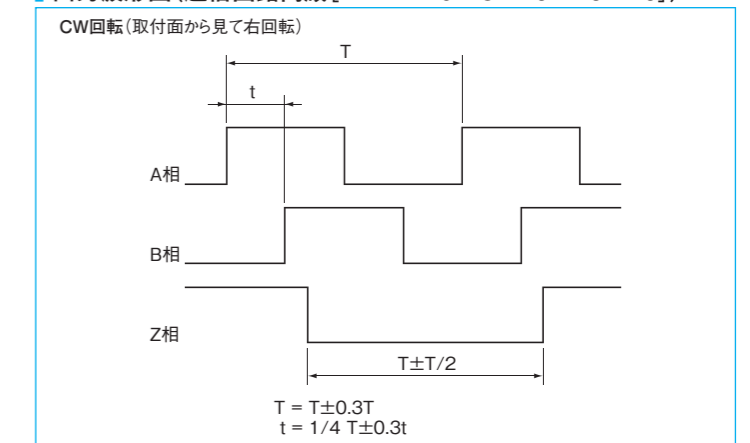 CW回転(取付面から見て右回転)
T
t
A相
B相
Z相
T±T/2
T = T±0.3T
t = 1/4 T±0.3t